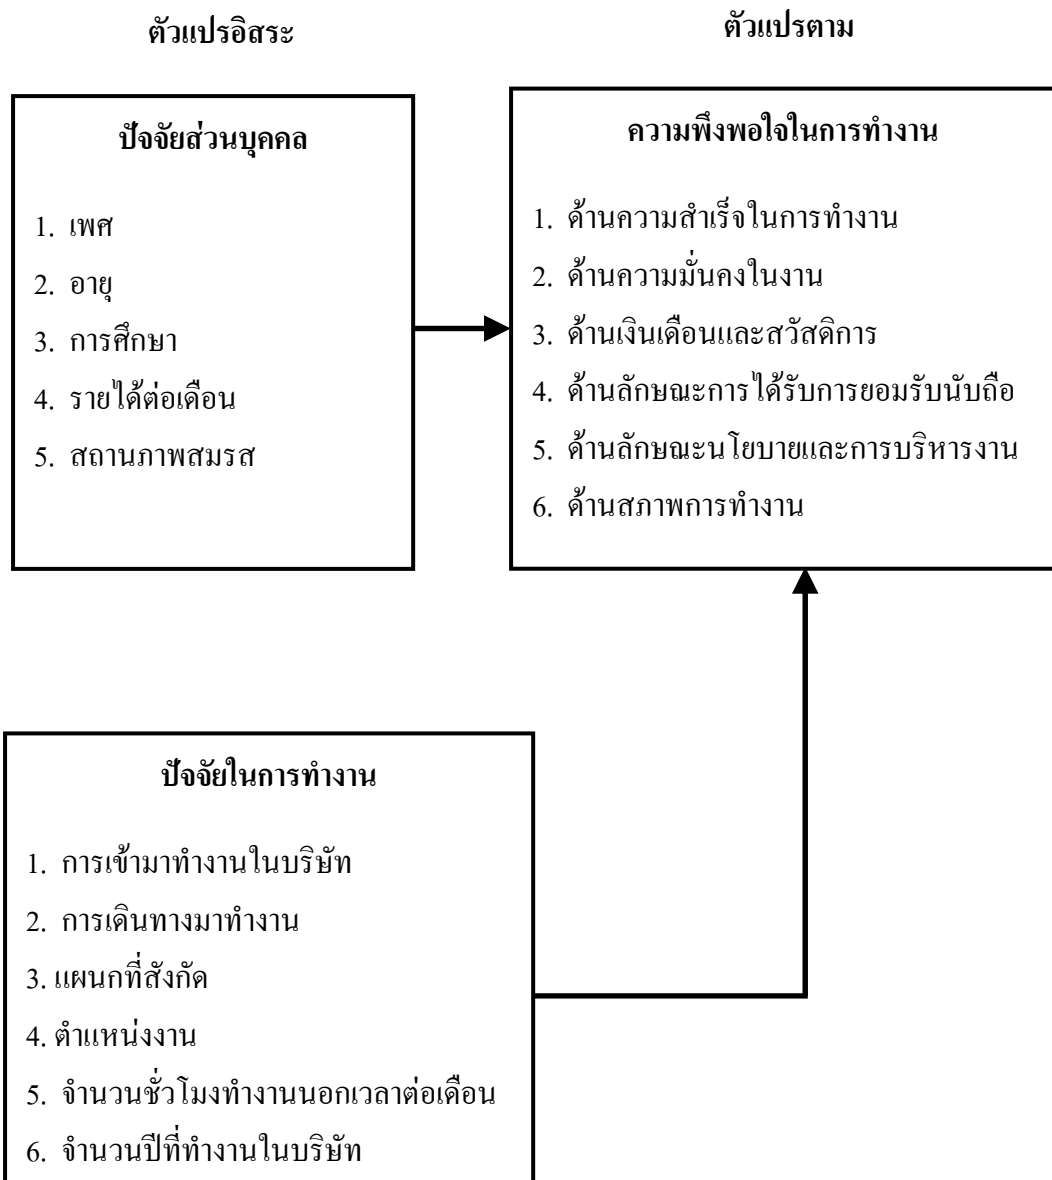 ตัวแปรอิสระ
ตัวแปรตาม
ปัจจัยส่วนบุคคล
1. เพศ
2. อายุ
3. การศึกษา
4. รายได้ต่อเดือน
5. สถานภาพสมรส
ความพึงพอใจในการทำงาน
1. ด้านความสำเร็จในการทำงาน
2. ด้านความมั่นคงในงาน
3. ด้านเงินเดือนและสวัสดิการ
4. ด้านลักษณะการได้รับการยอมรับนับถือ
5. ด้านลักษณะนโยบายและการบริหารงาน
6. ด้านสภาพการทำงาน
ปัจจัยในการทำงาน
1. การเข้ามาทำงานในบริษัท
2. การเดินทางมาทำงาน
3. แผนกที่สังกัด
4. ตำแหน่งงาน
5. จำนวนชั่วโมงทำงานนอกเวลาต่อเดือน
6. จำนวนปีที่ทำงานในบริษัท